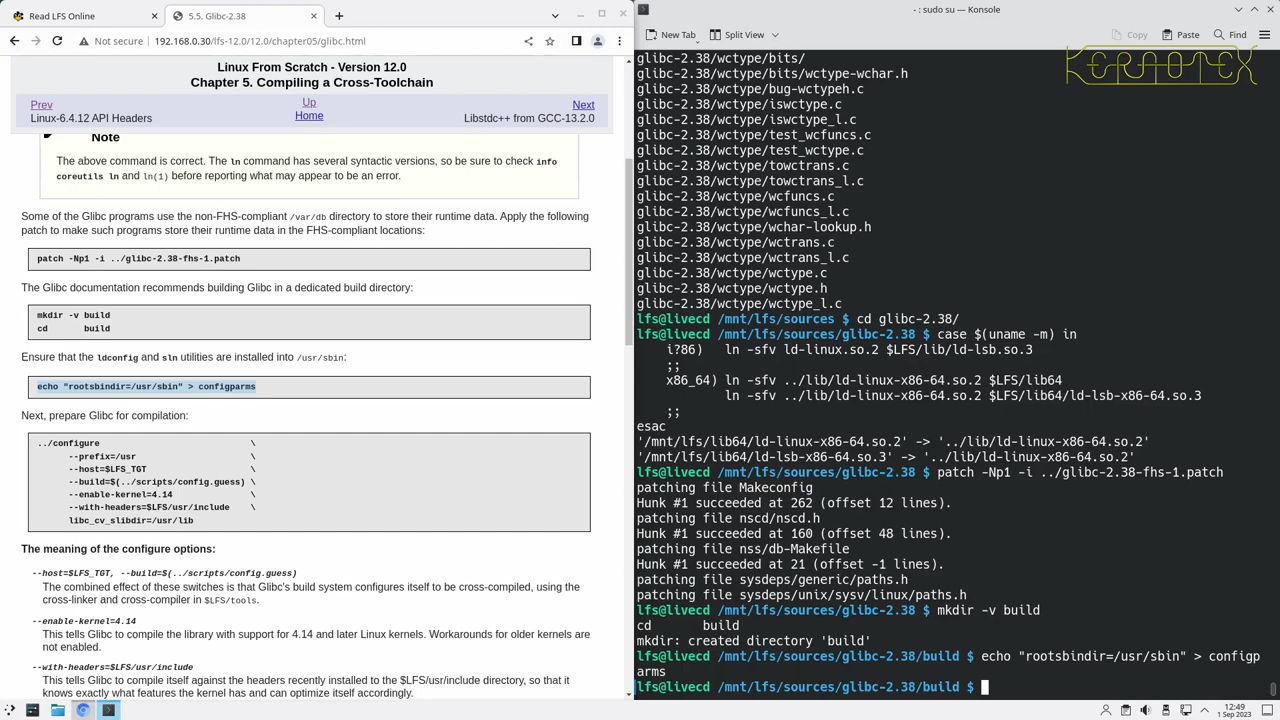 Read LFS Online
5.5. Glibc-2.38
Not secure
192.168.0.30/lfs-12.0/12.0/chapter05/glibc.html
Linux From Scratch - Version 12.0
Chapter 5. Compiling a Cross-Toolchain
Prev
Up
Next
Linux-6.4.12 API Headers
Home
Libstdc++ from GCC-13.2.0
Note
The above command is correct. The ln command has several syntactic versions, so be sure to check info
coreutils ln and ln(1) before reporting what may appear to be an error.
Some of the Glibc programs use the non-FHS-compliant /var/db directory to store their runtime data. Apply the following
patch to make such programs store their runtime data in the FHS-compliant locations:
patch -Np1 -i ../glibc-2.38-fhs-1.patch
The Glibc documentation recommends building Glibc in a dedicated build directory:
mkdir -v build
cd       build
Ensure that the ldconfig and sln utilities are installed into /usr/sbin:
echo "rootsbindir=/usr/sbin" > configparms
Next, prepare Glibc for compilation:
../configure                             \
      --prefix=/usr                      \
      --host=$LFS_TGT                    \
      --build=$(../scripts/config.guess) \
      --enable-kernel=4.14               \
      --with-headers=$LFS/usr/include    \
      libc_cv_slibdir=/usr/lib
The meaning of the configure options:
--host=$LFS_TGT, --build=$(../scripts/config.guess)
The combined effect of these switches is that Glibc's build system configures itself to be cross-compiled, using the
cross-linker and cross-compiler in $LFS/tools.
--enable-kernel=4.14
This tells Glibc to compile the library with support for 4.14 and later Linux kernels. Workarounds for older kernels are
not enabled.
--with-headers=$LFS/usr/include
This tells Glibc to compile itself against the headers recently installed to the $LFS/usr/include directory, so that it
knows exactly what features the kernel has and can optimize itself accordingly.
- : sudo su — Konsole
New Tab
Split View
Copy
Paste
Find
KERNOTEX
glibc-2.38/wctype/bits/
glibc-2.38/wctype/bits/wctype-wchar.h
glibc-2.38/wctype/bug-wctypeh.c
glibc-2.38/wctype/iswctype.c
glibc-2.38/wctype/iswctype_l.c
glibc-2.38/wctype/test_wcfuncs.c
glibc-2.38/wctype/test_wctype.c
glibc-2.38/wctype/towctrans.c
glibc-2.38/wctype/towctrans_l.c
glibc-2.38/wctype/wcfuncs.c
glibc-2.38/wctype/wcfuncs_l.c
glibc-2.38/wctype/wchar-lookup.h
glibc-2.38/wctype/wctrans.c
glibc-2.38/wctype/wctrans_l.c
glibc-2.38/wctype/wctype.c
glibc-2.38/wctype/wctype.h
glibc-2.38/wctype/wctype_l.c
lfs@livecd /mnt/lfs/sources $ cd glibc-2.38/
lfs@livecd /mnt/lfs/sources/glibc-2.38 $ case $(uname -m) in
    i?86)   ln -sfv ld-linux.so.2 $LFS/lib/ld-lsb.so.3
    ;;
    x86_64) ln -sfv ../lib/ld-linux-x86-64.so.2 $LFS/lib64
            ln -sfv ../lib/ld-linux-x86-64.so.2 $LFS/lib64/ld-lsb-x86-64.so.3
    ;;
esac
'/mnt/lfs/lib64/ld-linux-x86-64.so.2' -> '../lib/ld-linux-x86-64.so.2'
'/mnt/lfs/lib64/ld-lsb-x86-64.so.3' -> '../lib/ld-linux-x86-64.so.2'
lfs@livecd /mnt/lfs/sources/glibc-2.38 $ patch -Np1 -i ../glibc-2.38-fhs-1.patch
patching file Makeconfig
Hunk #1 succeeded at 262 (offset 12 lines).
patching file nscd/nscd.h
Hunk #1 succeeded at 160 (offset 48 lines).
patching file nss/db-Makefile
Hunk #1 succeeded at 21 (offset -1 lines).
patching file sysdeps/generic/paths.h
patching file sysdeps/unix/sysv/linux/paths.h
lfs@livecd /mnt/lfs/sources/glibc-2.38 $ mkdir -v build
cd       build
mkdir: created directory 'build'
lfs@livecd /mnt/lfs/sources/glibc-2.38/build $ echo "rootsbindir=/usr/sbin" > configp
arms
lfs@livecd /mnt/lfs/sources/glibc-2.38/build $
12:49
1 Sep 2023